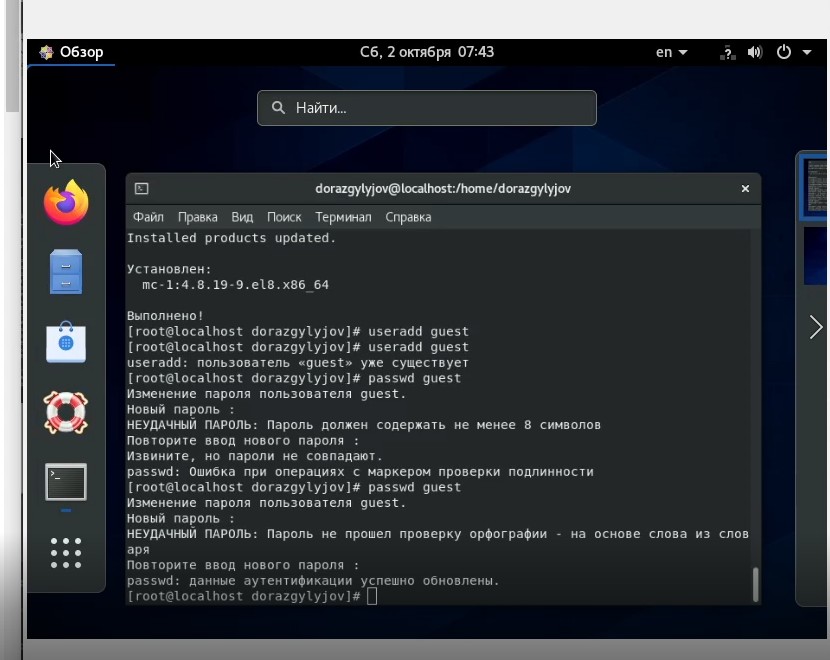 Обзор
Сб, 2 октября 07:43
en
Найти...
dorazgylyjov@localhost:/home/dorazgylyjov
Файл Правка Вид Поиск Терминал Справка
Installed products updated.
Установлен:
mc-1:4.8.19-9.el8.x86_64
Выполнено!
[root@localhost dorazgylyjov]# useradd guest
[root@localhost dorazgylyjov]# useradd guest
useradd: пользователь «guest» уже существует
[root@localhost dorazgylyjov]# passwd guest
Изменение пароля пользователя guest.
Новый пароль :
НЕУДАЧНЫЙ ПАРОЛЬ: Пароль должен содержать не менее 8 символов
Повторите ввод нового пароля :
Извините, но пароли не совпадают.
passwd: Ошибка при операциях с маркером проверки подлинности
[root@localhost dorazgylyjov]# passwd guest
Изменение пароля пользователя guest.
Новый пароль :
НЕУДАЧНЫЙ ПАРОЛЬ: Пароль не прошел проверку орфографии - на основе слова из слов
аря
Повторите ввод нового пароля :
passwd: данные аутентификации успешно обновлены.
[root@localhost dorazgylyjov]#